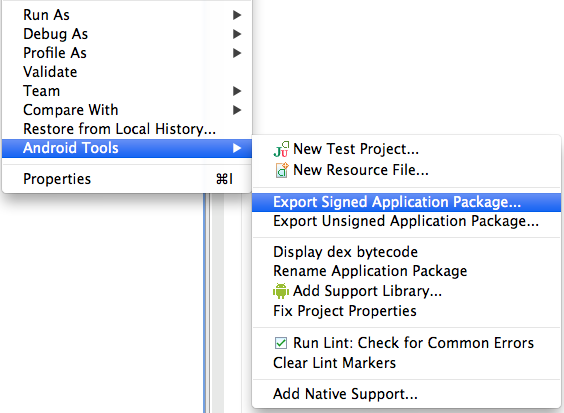 Run As
Debug As
Profile As
Validate
Team
Compare With
Restore from Local History...
Android Tools
Properties ⌘I
New Test Project...
New Resource File...
Export Signed Application Package...
Export Unsigned Application Package...
Display dex bytecode
Rename Application Package
Add Support Library...
Fix Project Properties
Run Lint: Check for Common Errors
Clear Lint Markers
Add Native Support...